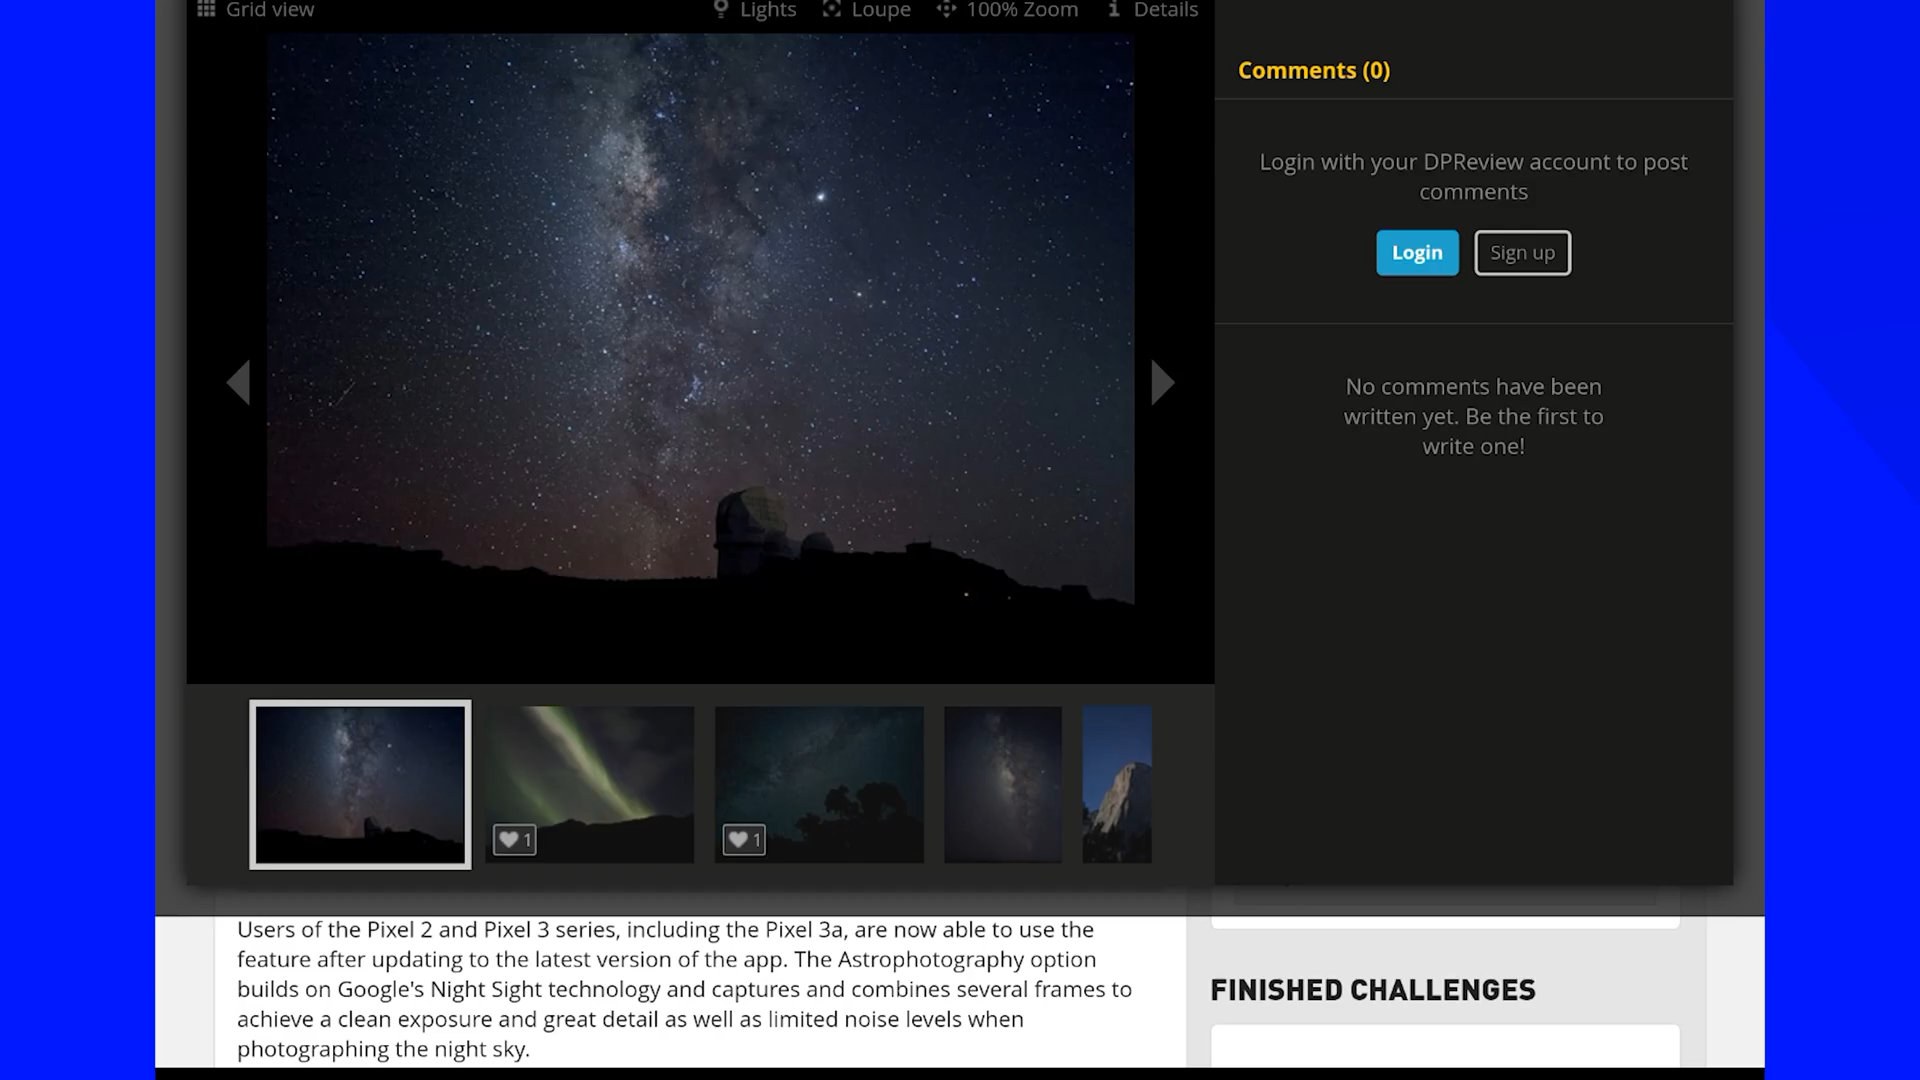 Grid view
Lights
Loupe
100% Zoom
Details
Comments (0)
Login with your DPReview account to post
comments
Login
Sign up
No comments have been
written yet. Be the first to
write one!
1
1
Users of the Pixel 2 and Pixel 3 series, including the Pixel 3a, are now able to use the
feature after updating to the latest version of the app. The Astrophotography option
builds on Google's Night Sight technology and captures and combines several frames to
achieve a clean exposure and great detail as well as limited noise levels when
photographing the night sky.
FINISHED CHALLENGES